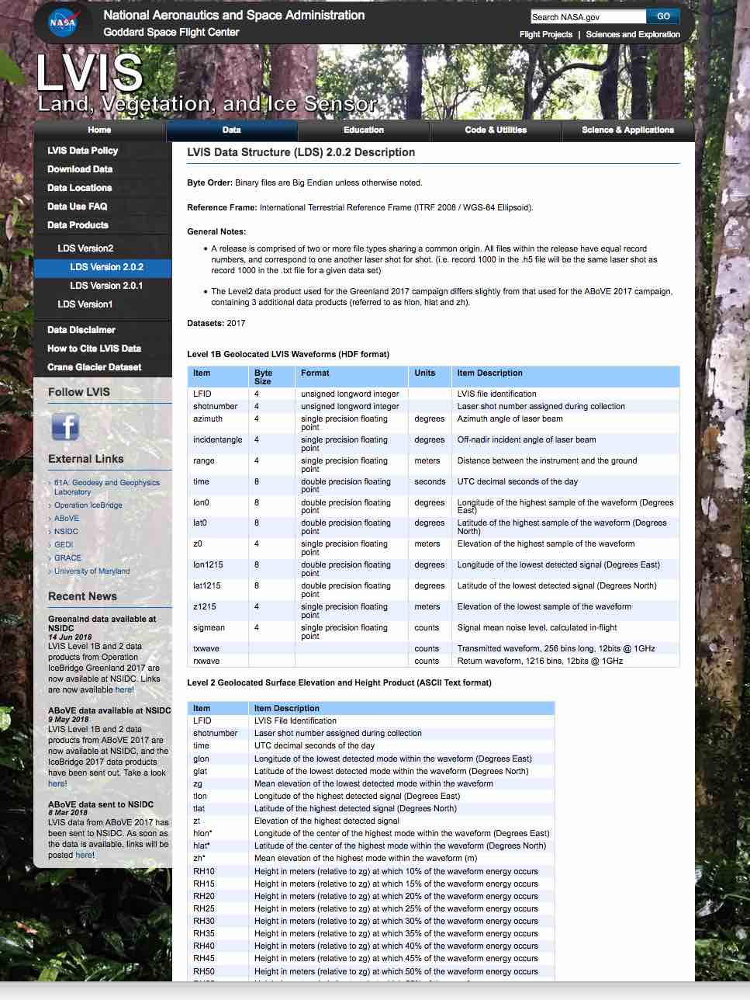 NASA
National Aeronautics and Space Administration
Goddard Space Flight Center
Search NASA.gov
GO
Flight Projects | Sciences and Exploration
LVIS
Land, Vegetation, and Ice Sensor
Home
Data
Education
Code & Utilities
Science & Applications
LVIS Data Policy
Download Data
Data Locations
Data Use FAQ
Data Products
LDS Version2
LDS Version 2.0.2
LDS Version 2.0.1
LDS Version1
Data Disclaimer
How to Cite LVIS Data
Crane Glacier Dataset
Follow LVIS
f
External Links
› 61A: Geodesy and Geophysics
Laboratory
› Operation IceBridge
› ABoVE
› NSIDC
› GEDI
› GRACE
› University of Maryland
Recent News
Greenalnd data available at
NSIDC
14 Jun 2018
LVIS Level 1B and 2 data
products from Operation
IceBridge Greenland 2017 are
now available at NSIDC. Links
are now available here!
ABoVE data available at NSIDC
9 May 2018
LVIS Level 1B and 2 data
products from ABoVE 2017 are
now available at NSIDC, and the
IceBridge 2017 data products
have been sent out. Take a look
here!
ABoVE data sent to NSIDC
8 Mar 2018
LVIS data from ABoVE 2017 has
been sent to NSIDC. As soon as
the data is available, links will be
posted here!
LVIS Data Structure (LDS) 2.0.2 Description
Byte Order: Binary files are Big Endian unless otherwise noted.
Reference Frame: International Terrestrial Reference Frame (ITRF 2008 / WGS-84 Ellipsoid).
General Notes:
• A release is comprised of two or more file types sharing a common origin. All files within the release have equal record
numbers, and correspond to one another laser shot for shot. (i.e. record 1000 in the .h5 file will be the same laser shot as
record 1000 in the .txt file for a given data set)
• The Level2 data product used for the Greenland 2017 campaign differs slightly from that used for the ABoVE 2017 campaign,
containing 3 additional data products (referred to as hlon, hlat and zh).
Datasets: 2017
Level 1B Geolocated LVIS Waveforms (HDF format)
Item Byte Size Format Units Item Description
LFID 4 unsigned longword integer LVIS file identification
shotnumber 4 unsigned longword integer Laser shot number assigned during collection
azimuth 4 single precision floating point degrees Azimuth angle of laser beam
incidentangle 4 single precision floating point degrees Off-nadir incident angle of laser beam
range 4 single precision floating point meters Distance between the instrument and the ground
time 8 double precision floating point seconds UTC decimal seconds of the day
lon0 8 double precision floating point degrees Longitude of the highest sample of the waveform (Degrees East)
lat0 8 double precision floating point degrees Latitude of the highest sample of the waveform (Degrees North)
z0 4 single precision floating point meters Elevation of the highest sample of the waveform
lon1215 8 double precision floating point degrees Longitude of the lowest detected signal (Degrees East)
lat1215 8 double precision floating point degrees Latitude of the lowest detected signal (Degrees North)
z1215 4 single precision floating point meters Elevation of the lowest sample of the waveform
sigmean 4 single precision floating point counts Signal mean noise level, calculated in-flight
txwave counts Transmitted waveform, 256 bins long, 12bits @ 1GHz
rxwave counts Return waveform, 1216 bins, 12bits @ 1GHz
Level 2 Geolocated Surface Elevation and Height Product (ASCII Text format)
Item Item Description
LFID LVIS File Identification
shotnumber Laser shot number assigned during collection
time UTC decimal seconds of the day
glon Longitude of the lowest detected mode within the waveform (Degrees East)
glat Latitude of the lowest detected mode within the waveform (Degrees North)
zg Mean elevation of the lowest detected mode within the waveform
tlon Longitude of the highest detected signal (Degrees East)
tlat Latitude of the highest detected signal (Degrees North)
zt Elevation of the highest detected signal
hlon* Longitude of the center of the highest mode within the waveform (Degrees East)
hlat* Latitude of the center of the highest mode within the waveform (Degrees North)
zh* Mean elevation of the highest mode within the waveform (m)
RH10 Height in meters (relative to zg) at which 10% of the waveform energy occurs
RH15 Height in meters (relative to zg) at which 15% of the waveform energy occurs
RH20 Height in meters (relative to zg) at which 20% of the waveform energy occurs
RH25 Height in meters (relative to zg) at which 25% of the waveform energy occurs
RH30 Height in meters (relative to zg) at which 30% of the waveform energy occurs
RH35 Height in meters (relative to zg) at which 35% of the waveform energy occurs
RH40 Height in meters (relative to zg) at which 40% of the waveform energy occurs
RH45 Height in meters (relative to zg) at which 45% of the waveform energy occurs
RH50 Height in meters (relative to zg) at which 50% of the waveform energy occurs